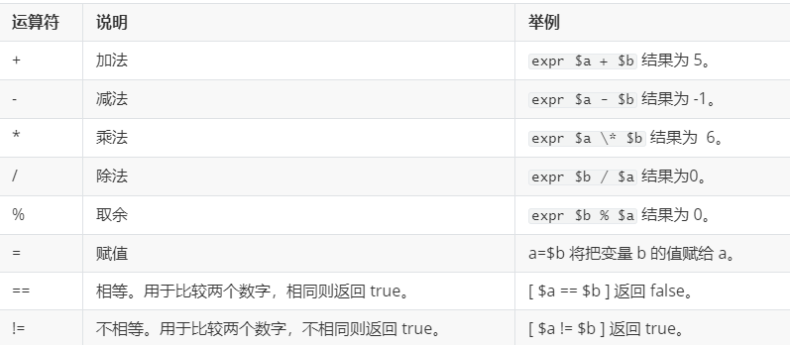 运算符 说明 举例
+ 加法 expr $a + $b 结果为 5。
- 减法 expr $a - $b 结果为 -1。
* 乘法 expr $a \* $b 结果为 6。
/ 除法 expr $b / $a 结果为0。
% 取余 expr $b % $a 结果为 0。
= 赋值 a=$b 将把变量 b 的值赋给 a。
== 相等。用于比较两个数字，相同则返回 true。 [ $a == $b ] 返回 false。
!= 不相等。用于比较两个数字，不相同则返回 true。 [ $a != $b ] 返回 true。